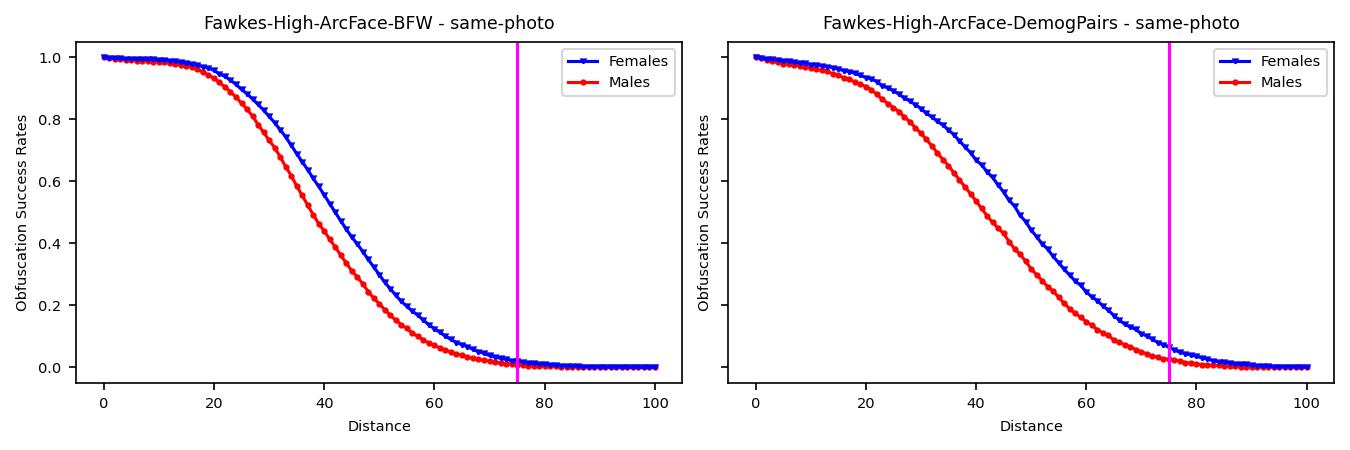 Fawkes-High-ArcFace-BFW - same-photo
Obfuscation Success Rates
1.0
0.8
0.6
0.4
0.2
0.0
Females
Males
0 20 40 60 80 100
Distance
Fawkes-High-ArcFace-DemogPairs - same-photo
Obfuscation Success Rates
Females
Males
0 20 40 60 80 100
Distance